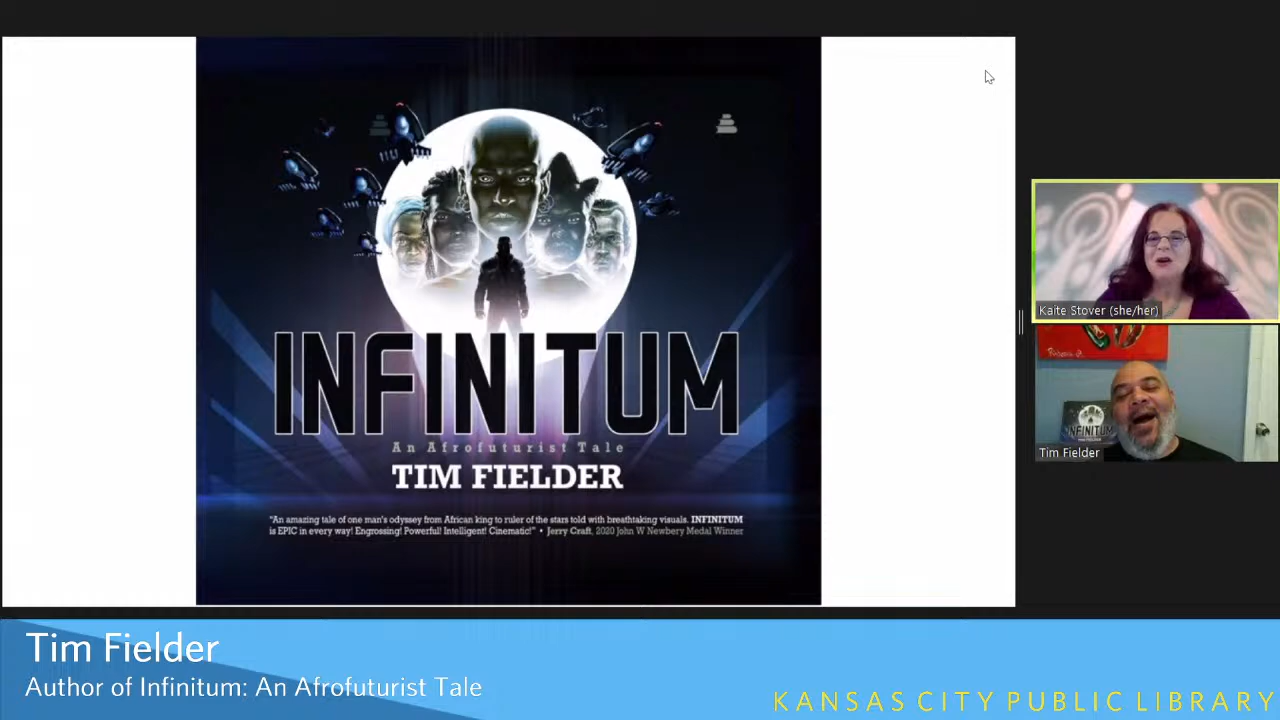 INFINITUM
An Afrofuturist Tale
TIM FIELDER
"An amazing tale of one man's odyssey from African king to ruler of the stars told with breathtaking visuals. INFINITUM
is EPIC in every way! Engrossing! Powerful! Intelligent! Cinematic!" • Jerry Craft, 2020 John W Newbery Medal Winner
Kaite Stover (she/her)
INFINITUM
Tim Fielder
Tim Fielder
Author of Infinitum: An Afrofuturist Tale
KANSAS CITY PUBLIC LIBRARY